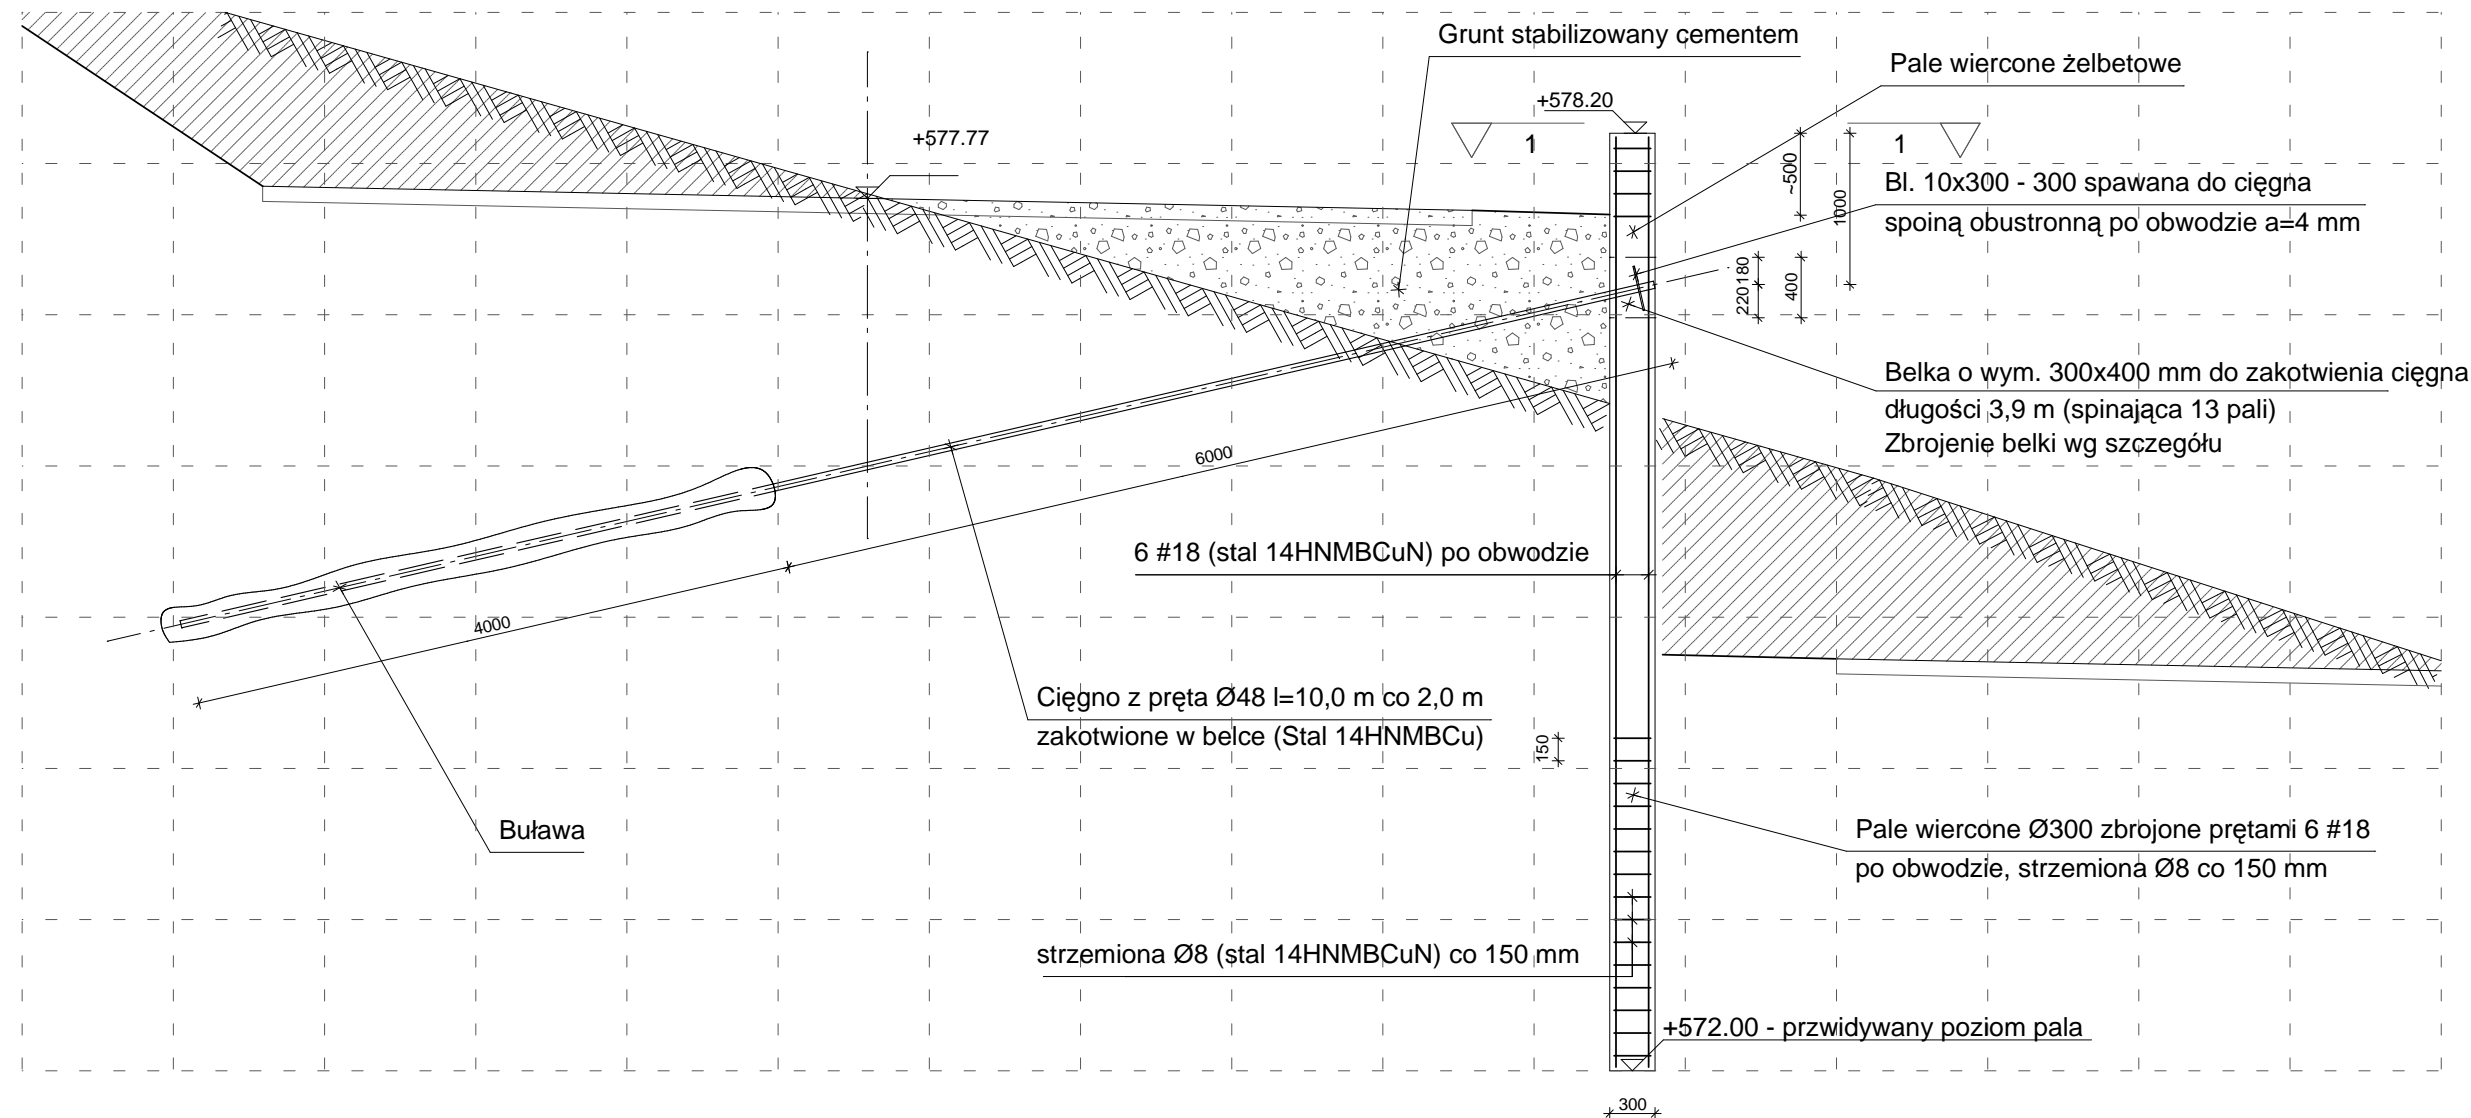 Grunt stabilizowany cementem
Pale wiercone żelbetowe
+578.20
+577.77
1
1
~500
1000
Bl. 10x300 - 300 spawana do cięgna
spoiną obustronną po obwodzie a=4 mm
180
220
400
Belka o wym. 300x400 mm do zakotwienia cięgna
długości 3,9 m (spinająca 13 pali)
Zbrojenie belki wg szczegółu
6000
6 #18 (stal 14HNMBCuN) po obwodzie
4000
Cięgno z pręta Ø48 l=10,0 m co 2,0 m
zakotwione w belce (Stal 14HNMBCu)
150
Buława
Pale wiercone Ø300 zbrojone prętami 6 #18
po obwodzie, strzemiona Ø8 co 150 mm
strzemiona Ø8 (stal 14HNMBCuN) co 150 mm
+572.00 - przwidywany poziom pala
300